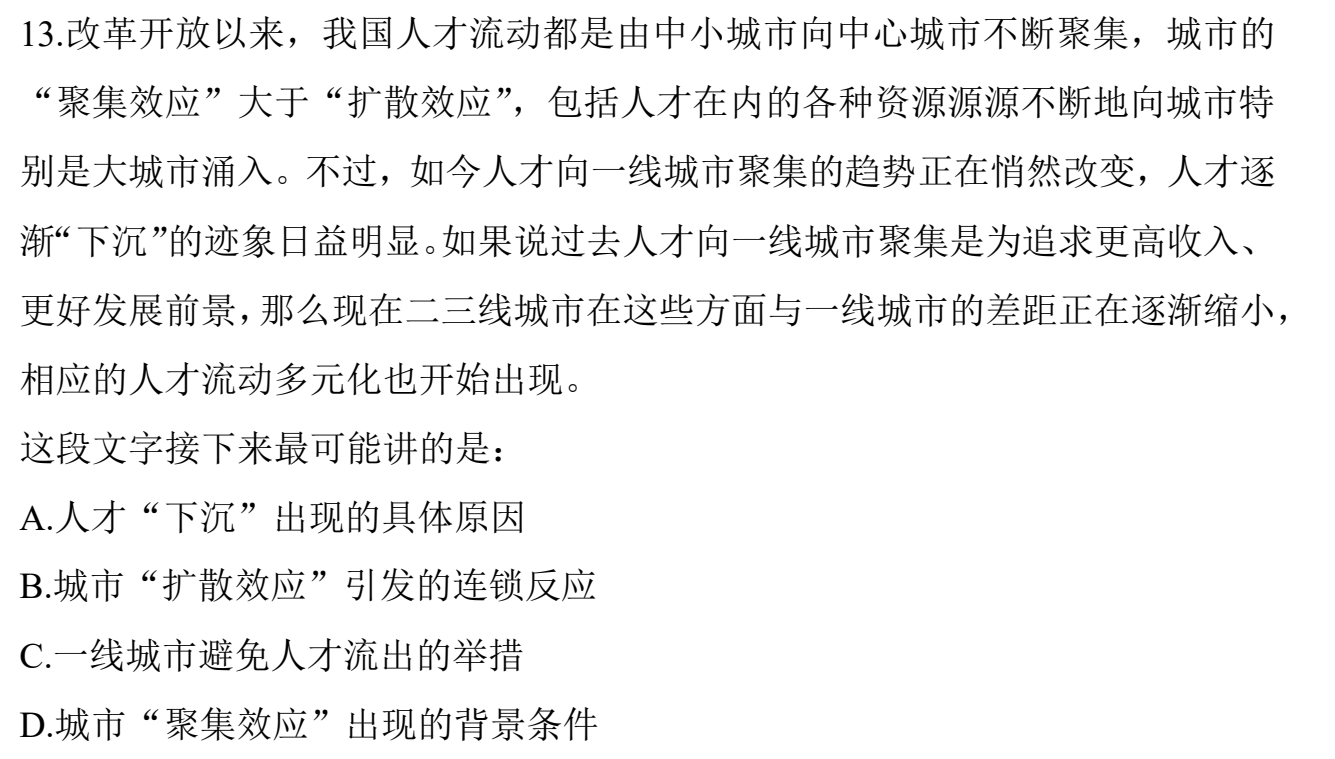 13.改革开放以来，我国人才流动都是由中小城市向中心城市不断聚集，城市的
“聚集效应”大于“扩散效应”，包括人才在内的各种资源源源不断地向城市特
别是大城市涌入。不过，如今人才向一线城市聚集的趋势正在悄然改变，人才逐
渐“下沉”的迹象日益明显。如果说过去人才向一线城市聚集是为追求更高收入、
更好发展前景，那么现在二三线城市在这些方面与一线城市的差距正在逐渐缩小，
相应的人才流动多元化也开始出现。
这段文字接下来最可能讲的是：
A.人才“下沉”出现的具体原因
B.城市“扩散效应”引发的连锁反应
C.一线城市避免人才流出的举措
D.城市“聚集效应”出现的背景条件